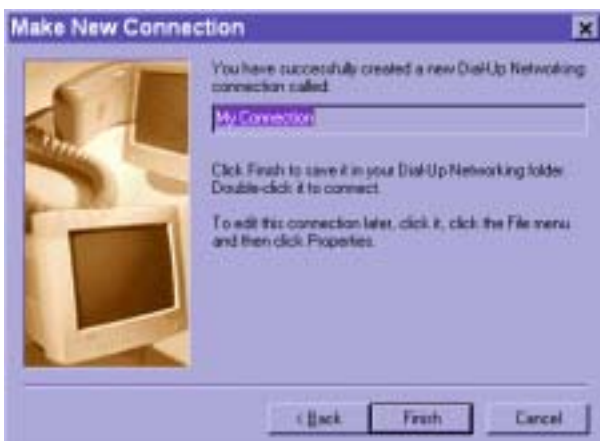 Make New Connection
You have successfully created a new Dial-Up Networking
connection called:
My Connection
Click Finish to save it in your Dial-Up Networking folder.
Double-click it to connect.
To edit this connection later, click it, click the File menu
and then click Properties.
< Back
Finish
Cancel